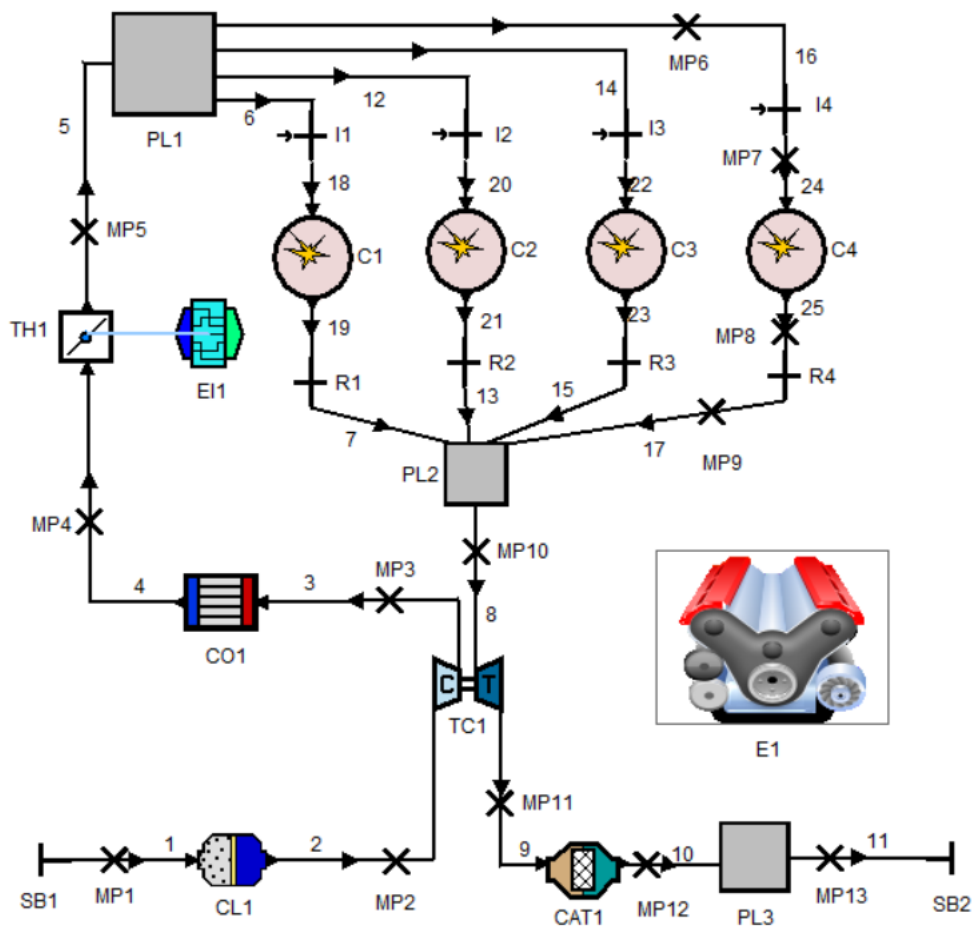 MP6
16
5
6
12
14
PL1
I1
I2
I3
I4
MP7
18
20
22
24
MP5
C1
C2
C3
C4
TH1
EI1
19
21
23
25
MP8
R1
R2
R3
R4
7
13
15
17
MP9
PL2
MP4
MP10
MP3
4
3
8
CO1
C T
TC1
E1
MP11
1
2
9
10
11
SB1
MP1
CL1
MP2
CAT1
MP12
PL3
MP13
SB2